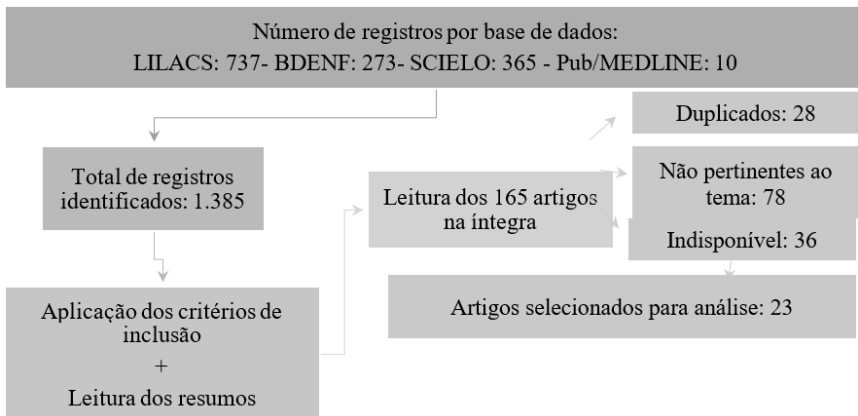 Número de registros por base de dados:
LILACS: 737- BDENF: 273- SCIELO: 365 - Pub/MEDLINE: 10
Total de registros
identificados: 1.385
Aplicação dos critérios de
inclusão
+
Leitura dos resumos
Leitura dos 165 artigos
na íntegra
Duplicados: 28
Não pertinentes ao
tema: 78
Indisponível: 36
Artigos selecionados para análise: 23